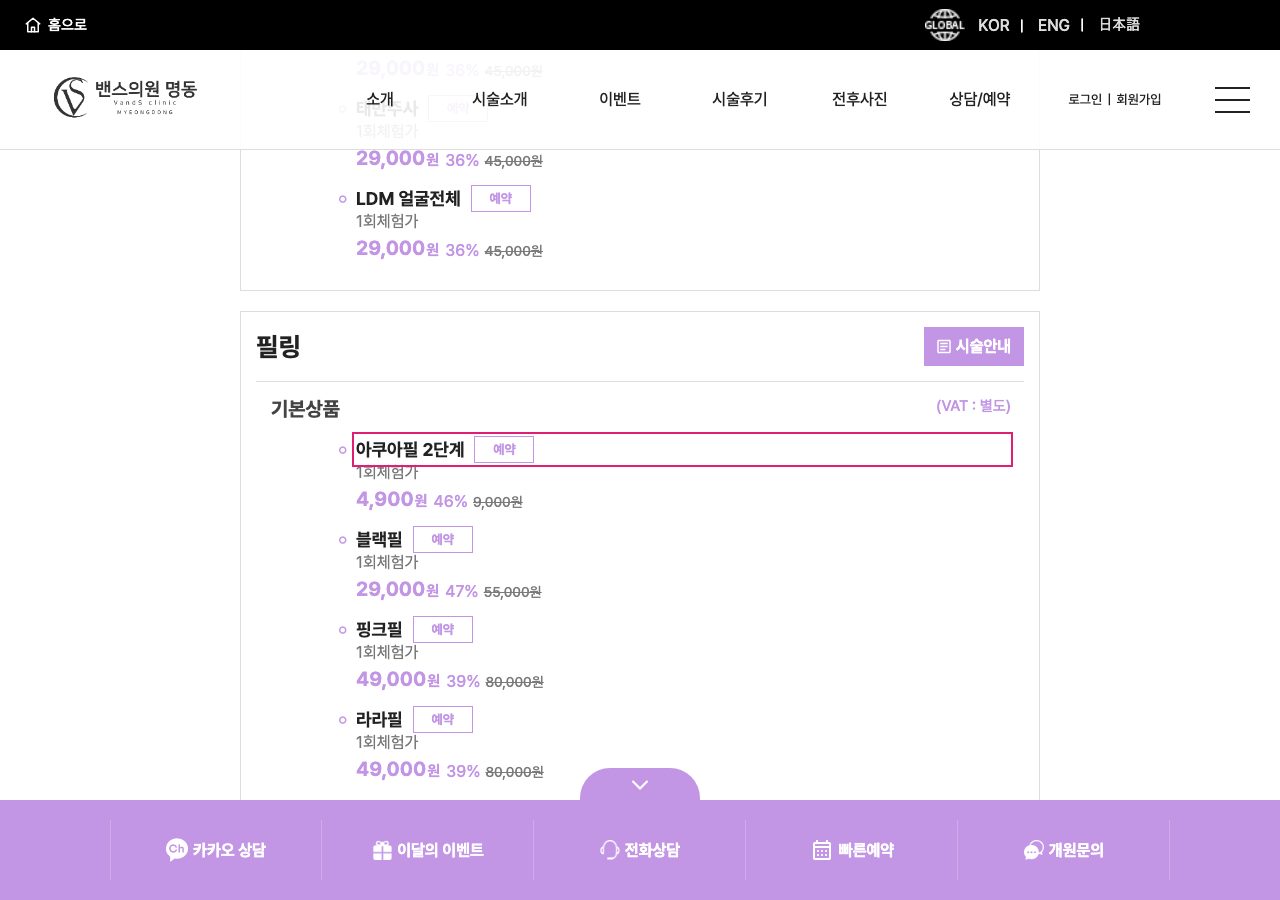 홈으로
GLOBAL KOR | ENG | 日本語
밴스의원 명동
VandS clinic
MYEONGDONG
소개 시술소개 이벤트 시술후기 전후사진 상담/예약 로그인 | 회원가입
29,000원 36% 45,000원
태반주사 예약
1회체험가
29,000원 36% 45,000원
LDM 얼굴전체 예약
1회체험가
29,000원 36% 45,000원
필링 시술안내
기본상품 (VAT : 별도)
아쿠아필 2단계 예약
1회체험가
4,900원 46% 9,000원
블랙필 예약
1회체험가
29,000원 47% 55,000원
핑크필 예약
1회체험가
49,000원 39% 80,000원
라라필 예약
1회체험가
49,000원 39% 80,000원
Ch 카카오 상담 이달의 이벤트 전화상담 빠른예약 개원문의